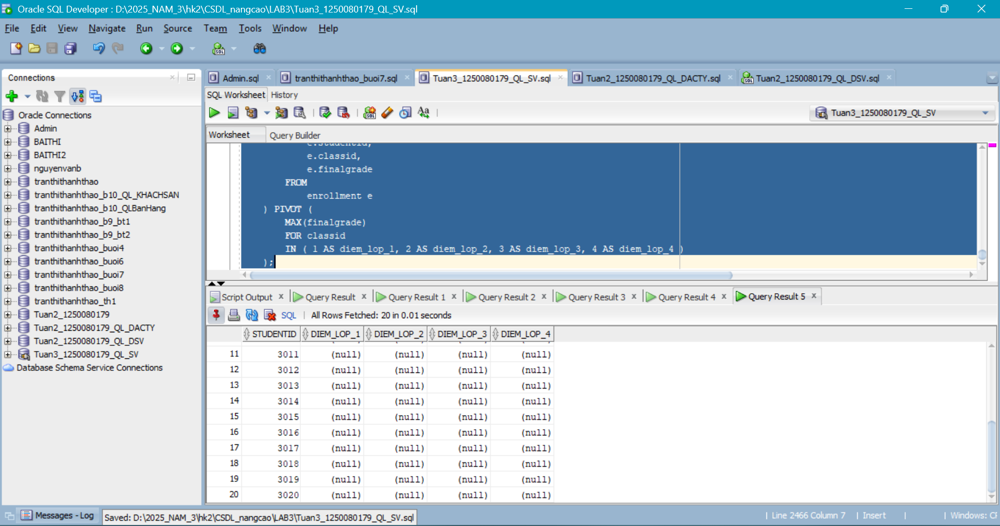 Oracle SQL Developer : D:\2025_NAM_3\hk2\CSDL_nangcao\LAB3\Tuan3_1250080179_QL_SV.sql
File Edit View Navigate Run Source Team Tools Window Help
Connections
Oracle Connections
Admin
BAITHI
BAITHI2
nguyenvanb
tranthithanhthao
tranthithanhthao_b10_QL_KHACHSAN
tranthithanhthao_b10_QLBanHang
tranthithanhthao_b9_bt1
tranthithanhthao_b9_bt2
tranthithanhthao_buoi4
tranthithanhthao_buoi6
tranthithanhthao_buoi7
tranthithanhthao_buoi8
tranthithanhthao_th1
Tuan2_1250080179
Tuan2_1250080179_QL_DACTY
Tuan2_1250080179_QL_DSV
Tuan3_1250080179_QL_SV
Database Schema Service Connections
Admin.sql tranthithanhthao_buoi7.sql Tuan3_1250080179_QL_SV.sql Tuan2_1250080179_QL_DACTY.sql Tuan2_1250080179_QL_DSV.sql
SQL Worksheet History
Tuan3_1250080179_QL_SV
Worksheet Query Builder
e.studentid,
e.classid,
e.finalgrade
FROM
enrollment e
) PIVOT (
MAX(finalgrade)
FOR classid
IN ( 1 AS diem_lop_1, 2 AS diem_lop_2, 3 AS diem_lop_3, 4 AS diem_lop_4 )
);
Script Output Query Result Query Result 1 Query Result 2 Query Result 3 Query Result 4 Query Result 5
SQL All Rows Fetched: 20 in 0.01 seconds
STUDENTID DIEM_LOP_1 DIEM_LOP_2 DIEM_LOP_3 DIEM_LOP_4
11 3011 (null) (null) (null) (null)
12 3012 (null) (null) (null) (null)
13 3013 (null) (null) (null) (null)
14 3014 (null) (null) (null) (null)
15 3015 (null) (null) (null) (null)
16 3016 (null) (null) (null) (null)
17 3017 (null) (null) (null) (null)
18 3018 (null) (null) (null) (null)
19 3019 (null) (null) (null) (null)
20 3020 (null) (null) (null) (null)
Messages - Log
Saved: D:\2025_NAM_3\hk2\CSDL_nangcao\LAB3\Tuan3_1250080179_QL_SV.sql
Line 2466 Column 7 Insert Windows: